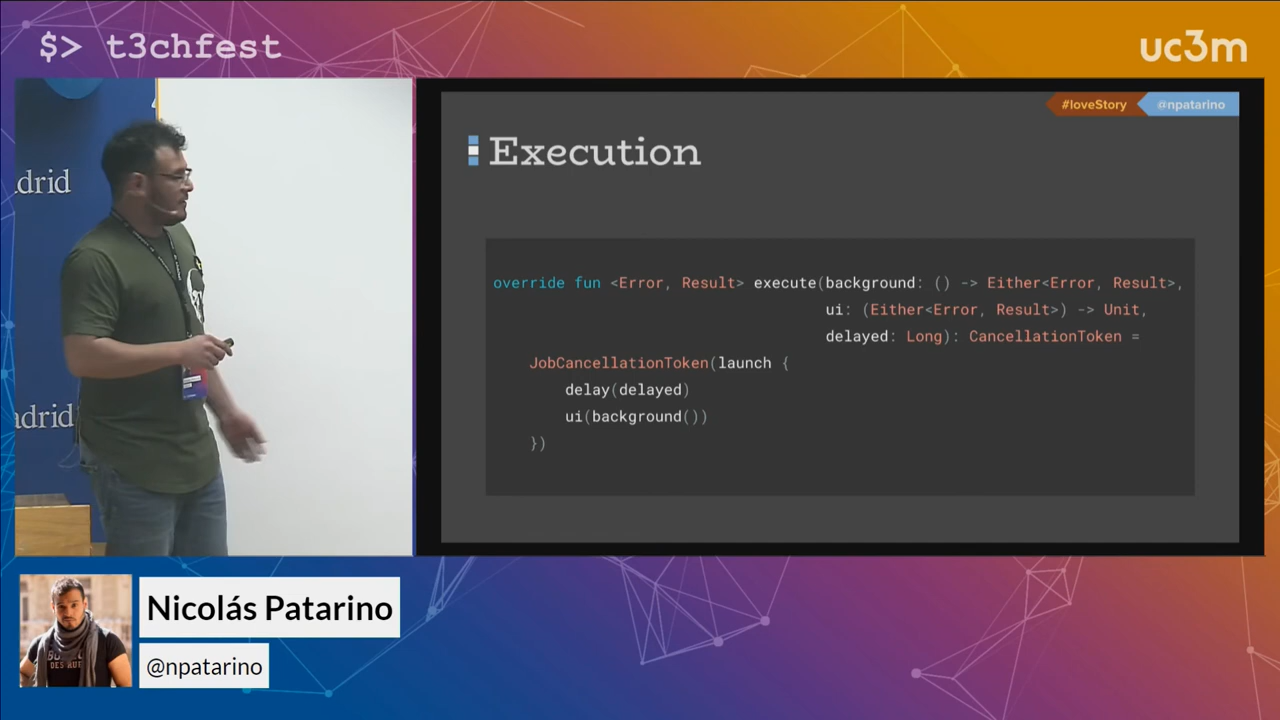 $> t3chfest
uc3m
adrid
adrid
#loveStory
@npatarino
Execution
override fun <Error, Result> execute(background: () -> Either<Error, Result>,
ui: (Either<Error, Result>) -> Unit,
delayed: Long): CancellationToken =
JobCancellationToken(launch {
delay(delayed)
ui(background())
})
Nicolás Patarino
@npatarino